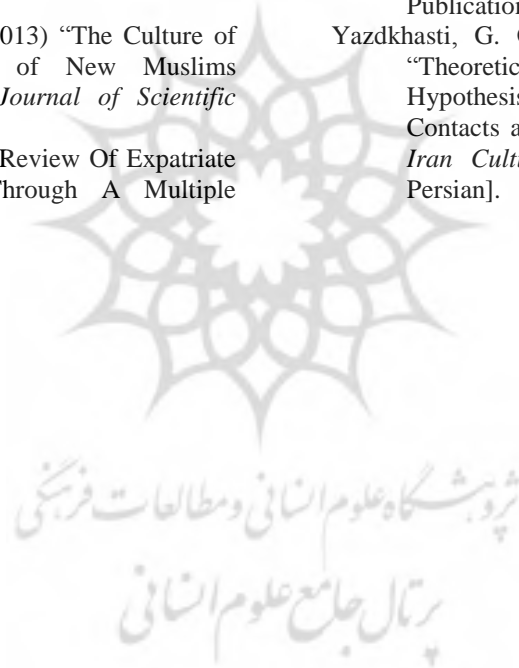 013) “The Culture of
of New Muslims
Journal of Scientific
Review Of Expatriate
hrough A Multiple
Publication
Yazdkhasti, G. 
“Theoretic
Hypothesis
Contacts a
Iran Cult
Persian].
پژوهشگاه علوم انسانی و مطالعات فرهنگی
پرتال جامع علوم انسانی